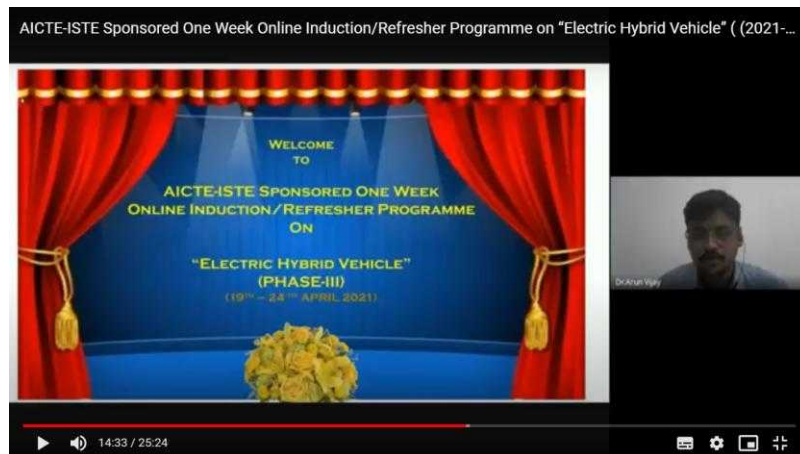 AICTE-ISTE Sponsored One Week Online Induction/Refresher Programme on “Electric Hybrid Vehicle” ( (2021-...
WELCOME
TO
AICTE-ISTE SPONSORED ONE WEEK
ONLINE INDUCTION/REFRESHER PROGRAMME
ON
“ELECTRIC HYBRID VEHICLE”
(PHASE-III)
(19TH – 24TH APRIL 2021)
Dr.Arun Vijay
14:33 / 25:24